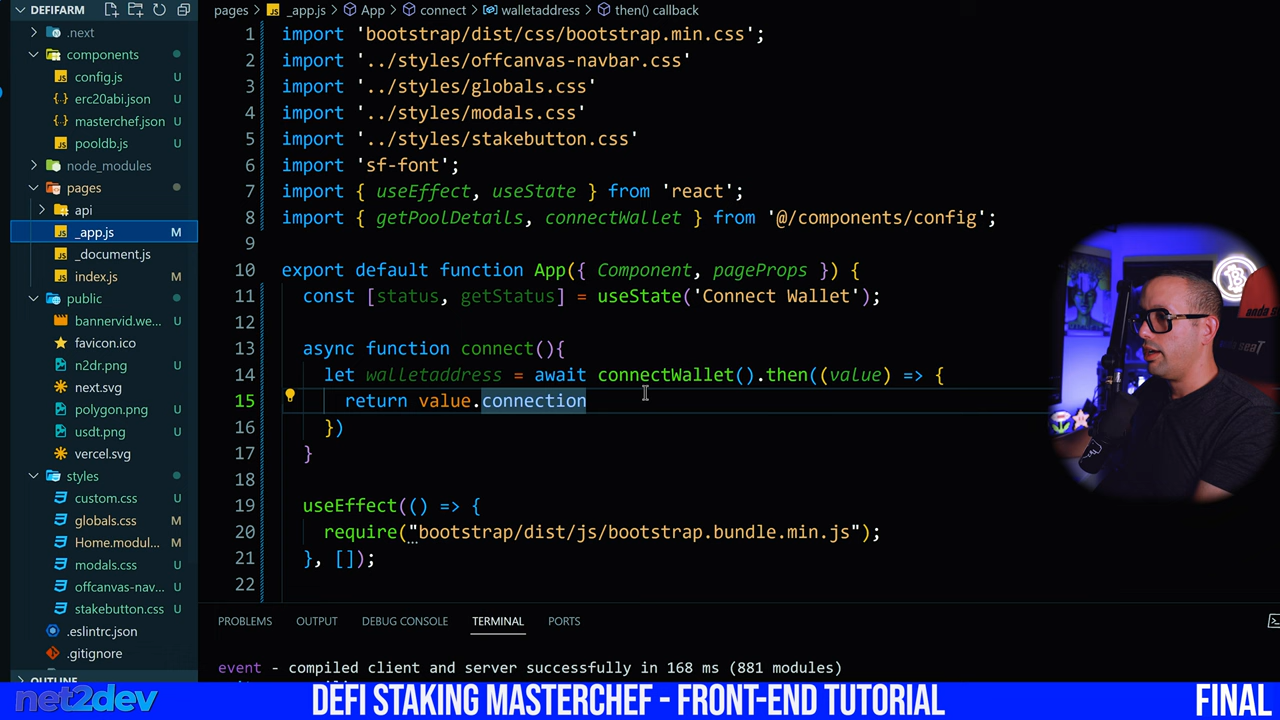 DEFIFARM
.next
components
config.js U
erc20abi.json U
masterchef.json U
pooldb.js U
node_modules
pages
api
_app.js M
_document.js
index.js M
public
bannervid.we... U
favicon.ico
n2dr.png U
next.svg
polygon.png U
usdt.png U
vercel.svg
styles
custom.css U
globals.css M
Home.modul... M
modals.css U
offcanvas-nav... U
stakebutton.css U
.eslintrc.json
.gitignore
OUTLINE
pages > _app.js > App > connect > walletaddress > then() callback
1 import 'bootstrap/dist/css/bootstrap.min.css';
2 import '../styles/offcanvas-navbar.css'
3 import '../styles/globals.css'
4 import '../styles/modals.css'
5 import '../styles/stakebutton.css'
6 import 'sf-font';
7 import { useEffect, useState } from 'react';
8 import { getPoolDetails, connectWallet } from '@/components/config';
9
10 export default function App({ Component, pageProps }) {
11 const [status, getStatus] = useState('Connect Wallet');
12
13 async function connect(){
14 let walletaddress = await connectWallet().then((value) => {
15 return value.connection
16 })
17 }
18
19 useEffect(() => {
20 require("bootstrap/dist/js/bootstrap.bundle.min.js");
21 }, []);
22
PROBLEMS OUTPUT DEBUG CONSOLE TERMINAL PORTS
event - compiled client and server successfully in 168 ms (881 modules)
net2dev
DEFI STAKING MASTERCHEF - FRONT-END TUTORIAL
FINAL